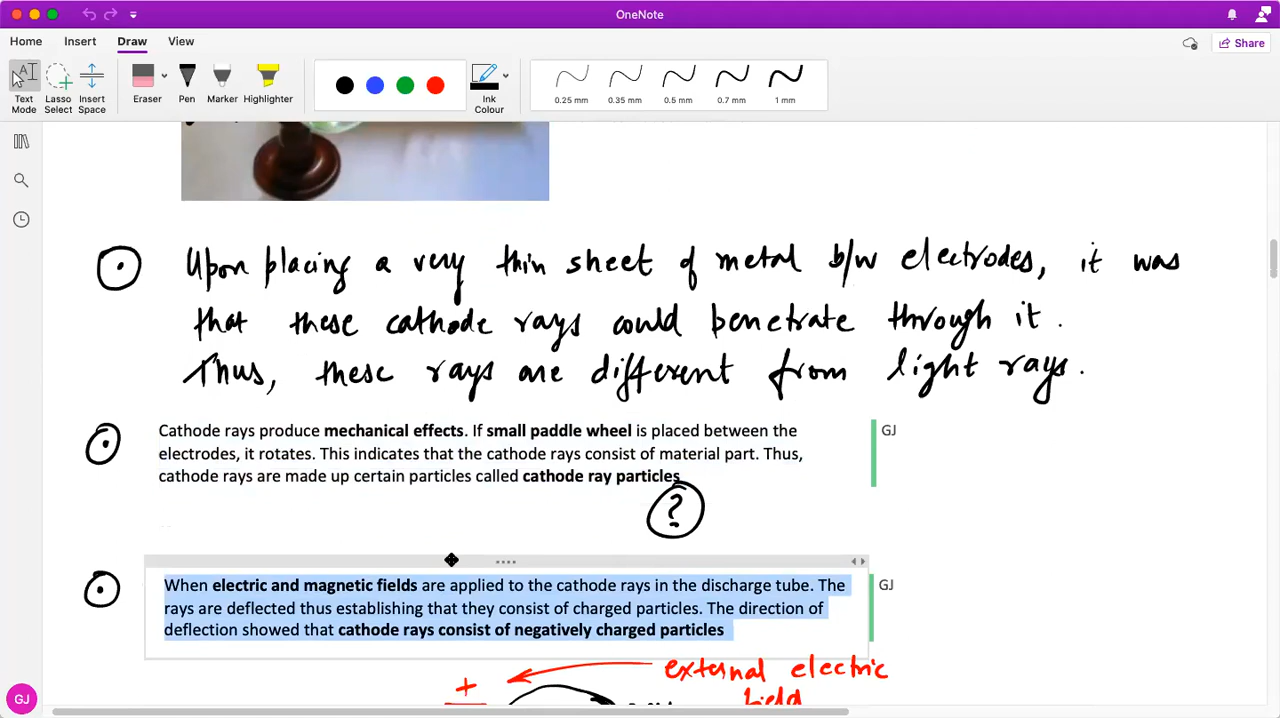 OneNote
Home Insert Draw View
Share
Text Mode
Lasso Select
Insert Space
Eraser
Pen
Marker
Highlighter
Ink Colour
0.25 mm
0.35 mm
0.5 mm
0.7 mm
1 mm
Upon placing a very thin sheet of metal b/w electrodes, it was
that these cathode rays could penetrate through it.
Thus, these rays are different from light rays.
Cathode rays produce mechanical effects. If small paddle wheel is placed between the
electrodes, it rotates. This indicates that the cathode rays consist of material part. Thus,
cathode rays are made up certain particles called cathode ray particles
GJ
?
When electric and magnetic fields are applied to the cathode rays in the discharge tube. The
rays are deflected thus establishing that they consist of charged particles. The direction of
deflection showed that cathode rays consist of negatively charged particles
GJ
+
external electric
field
GJ